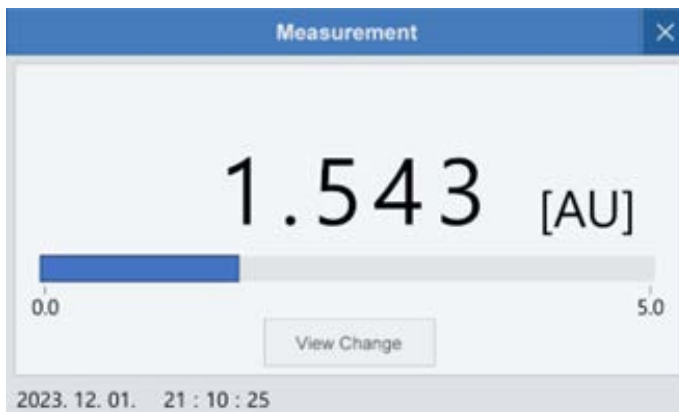 Measurement
1.543 [AU]
0.0 5.0
View Change
2023. 12. 01. 21 : 10 : 25